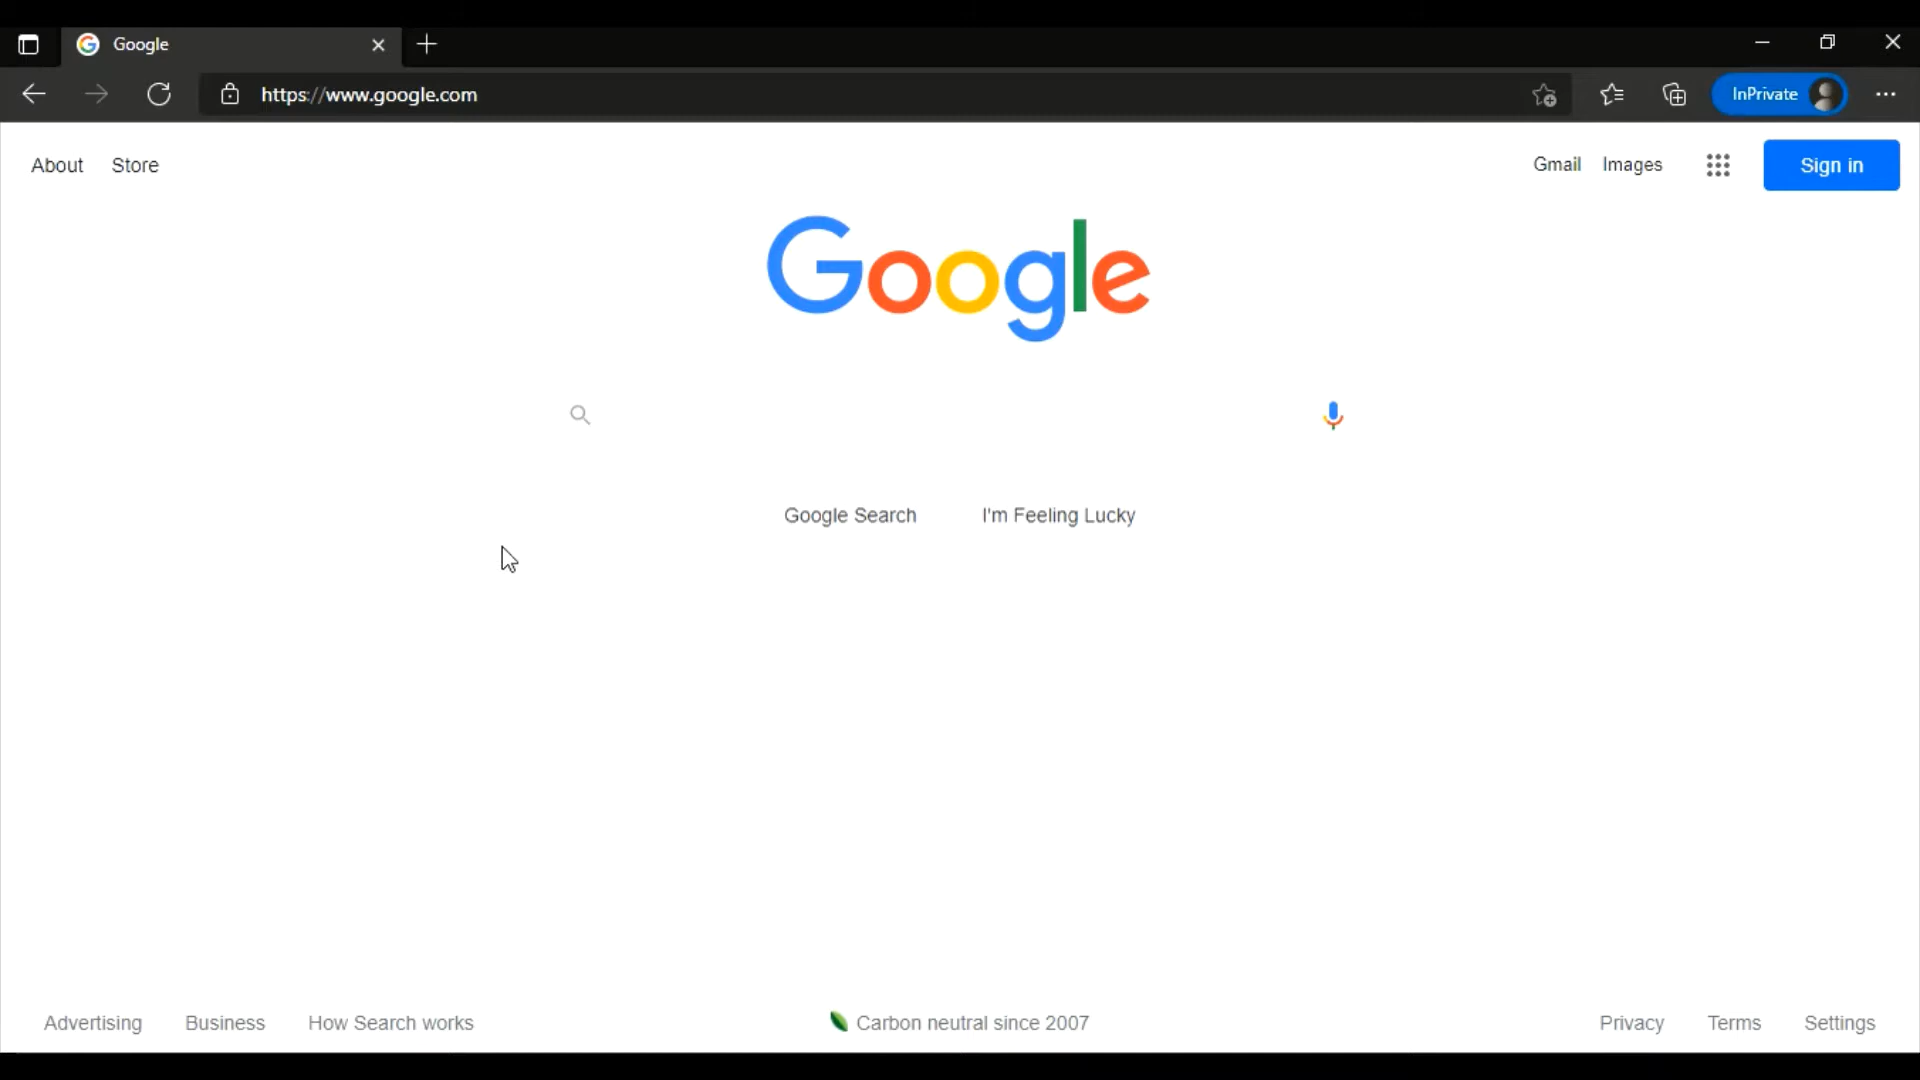 Google
https://www.google.com
InPrivate
About Store
Gmail Images
Sign in
Google
Google Search I'm Feeling Lucky
Advertising Business How Search works
Carbon neutral since 2007
Privacy Terms Settings